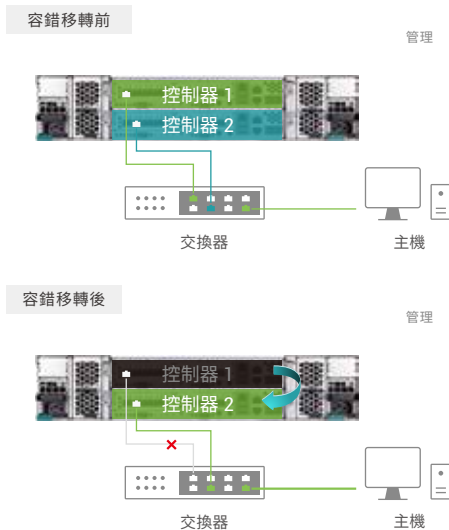 容錯移轉前
管理
控制器 1
控制器 2
交換器
主機
容錯移轉後
管理
控制器 1
控制器 2
交換器
主機